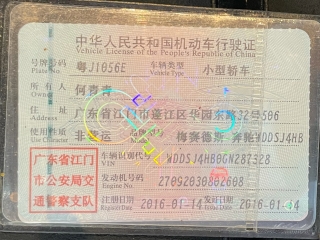 中华人民共和国机动车行驶证
Vehicle License of the People's Republic of China
号牌号码 Plate No. 粤J1056E 车辆类型 Vehicle Type 小型轿车
所有人 Owner 何青青
住址 Address 广东省江门市蓬江区华园东路32号506
使用性质 Use Character 非营运 品牌型号 梅赛德斯-奔驰WDDSJ4HB
广东省江门
市公安局交
通警察支队
车辆识别代号 VIN WDDSJ4HB0GN287328
发动机号码 Engine No. 27092030802608
注册日期 Register Date 2016-01-14 发证日期 Issue Date 2016-01-14